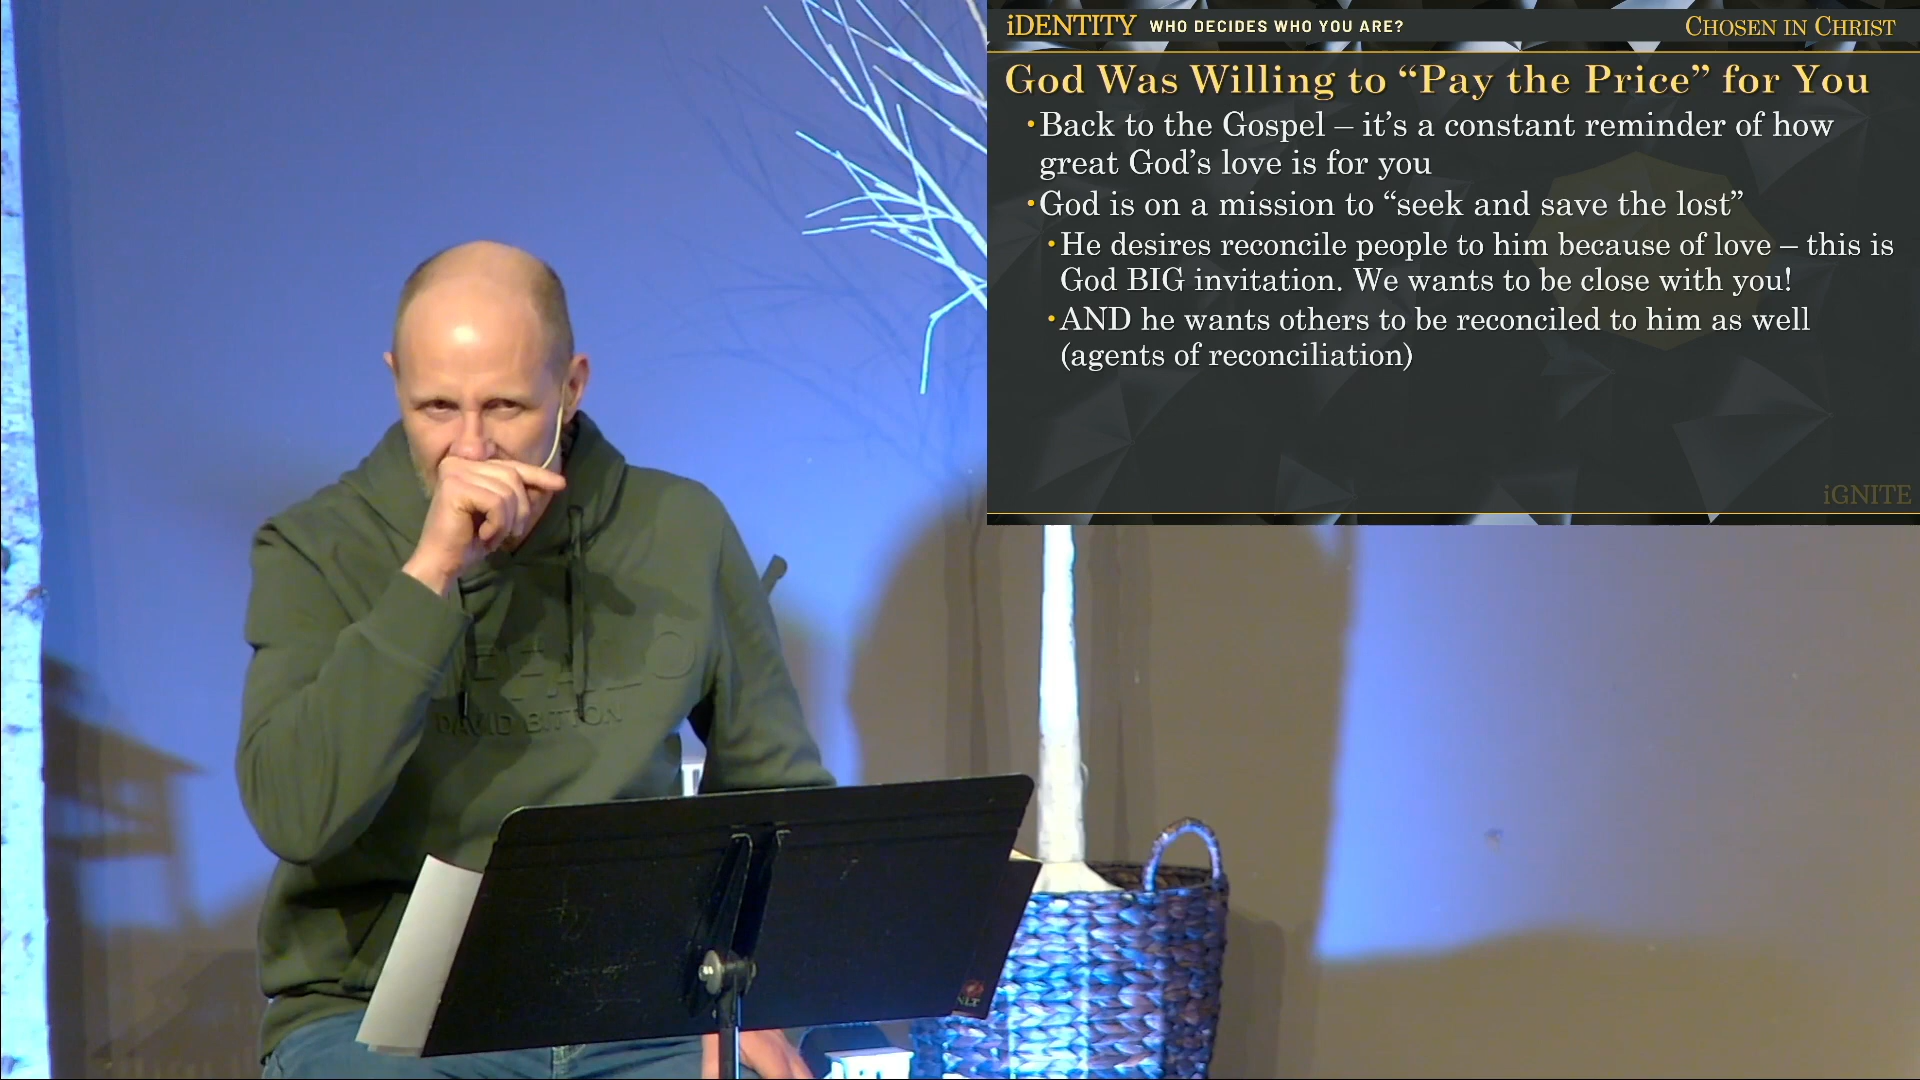 iDENTITY WHO DECIDES WHO YOU ARE?
CHOSEN IN CHRIST
God Was Willing to “Pay the Price” for You
•Back to the Gospel – it’s a constant reminder of how
great God’s love is for you
•God is on a mission to “seek and save the lost”
•He desires reconcile people to him because of love – this is
God BIG invitation. We wants to be close with you!
•AND he wants others to be reconciled to him as well
(agents of reconciliation)
iGNITE
DAVID BITTON